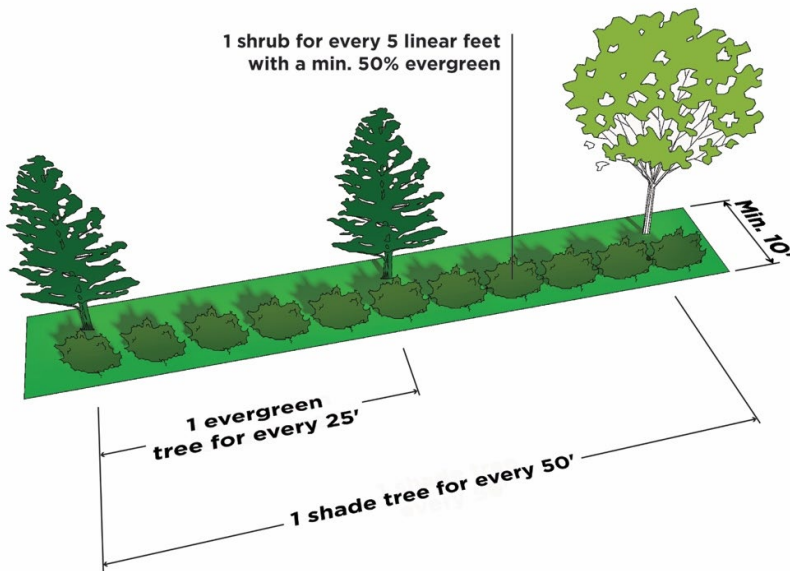 1 shrub for every 5 linear feet
with a min. 50% evergreen
Min. 10'
1 evergreen
tree for every 25'
1 shade tree for every 50'